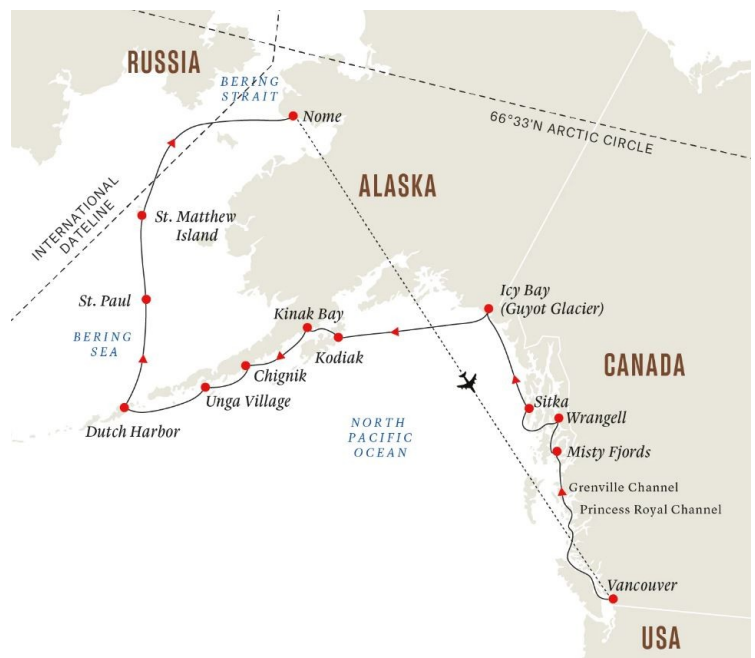 RUSSIA
BERING
STRAIT
Nome
66°33'N ARCTIC CIRCLE
ALASKA
INTERNATIONAL
DATELINE
St. Matthew
Island
St. Paul
Icy Bay
(Guyot Glacier)
Kinak Bay
BERING
SEA
Kodiak
CANADA
Chignik
Unga Village
Sitka
Wrangell
Dutch Harbor
NORTH
PACIFIC
OCEAN
Misty Fjords
Grenville Channel
Princess Royal Channel
Vancouver
USA